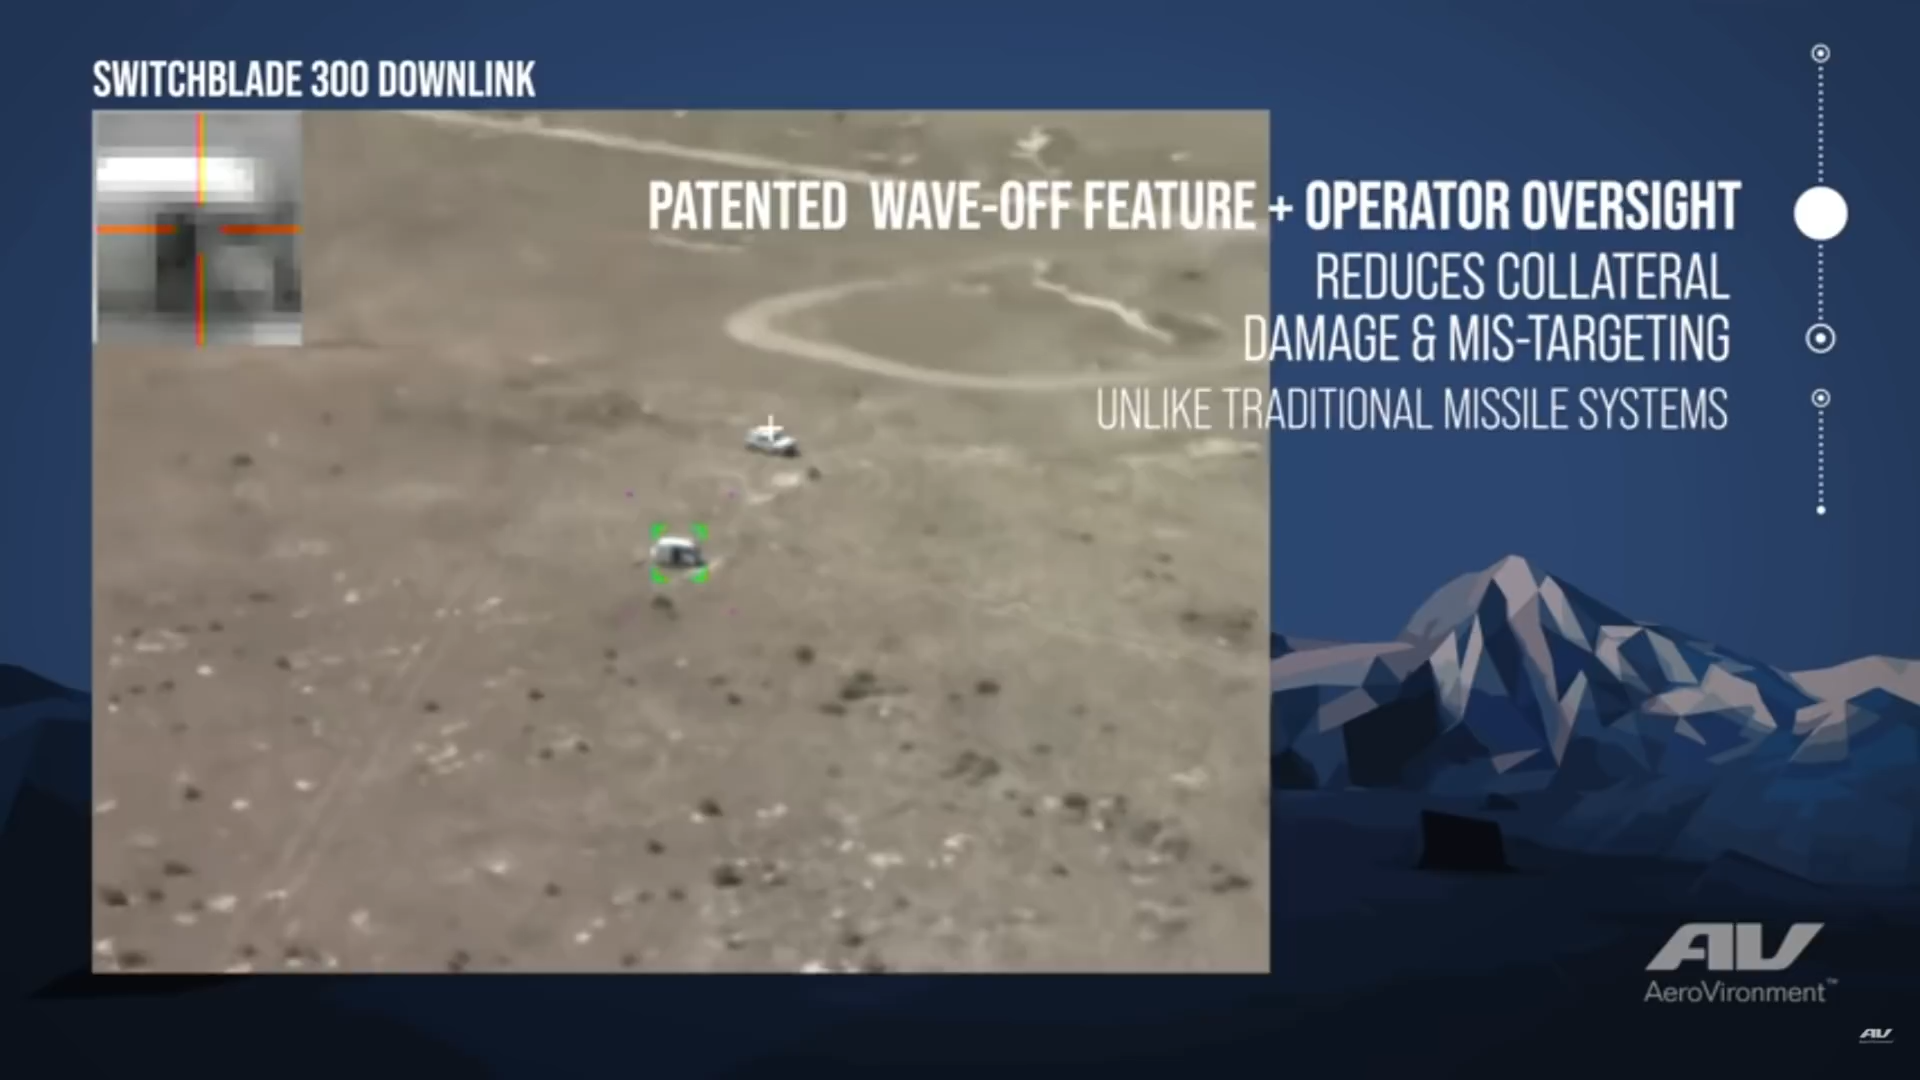 SWITCHBLADE 300 DOWNLINK
PATENTED WAVE-OFF FEATURE + OPERATOR OVERSIGHT
REDUCES COLLATERAL
DAMAGE & MIS-TARGETING
UNLIKE TRADITIONAL MISSILE SYSTEMS
AV
AeroVironment™
AV